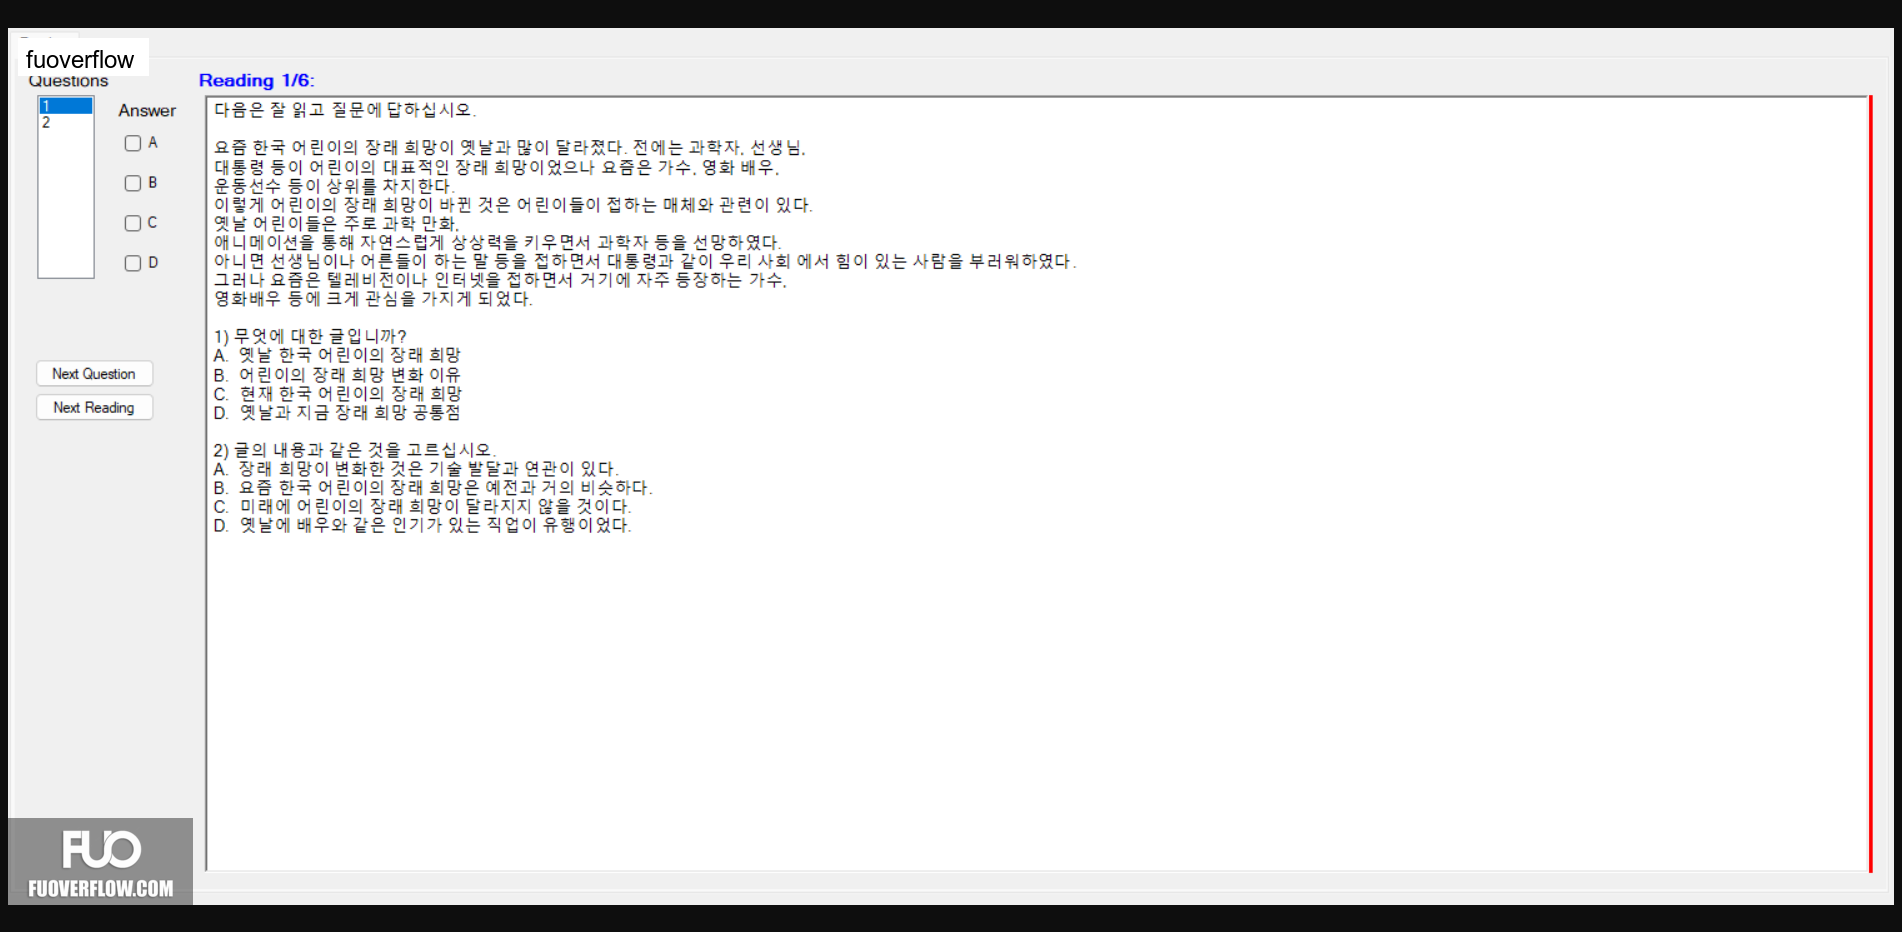 fuoverflow
Questions
Reading 1/6:
1
2
Answer
A
B
C
D
Next Question
Next Reading
다음은 잘 읽고 질문에 답하십시오.
요즘 한국 어린이의 장래 희망이 옛날과 많이 달라졌다. 전에는 과학자, 선생님,
대통령 등이 어린이의 대표적인 장래 희망이었으나 요즘은 가수, 영화 배우,
운동선수 등이 상위를 차지한다.
이렇게 어린이의 장래 희망이 바뀐 것은 어린이들이 접하는 매체와 관련이 있다.
옛날 어린이들은 주로 과학 만화,
애니메이션을 통해 자연스럽게 상상력을 키우면서 과학자 등을 선망하였다.
아니면 선생님이나 어른들이 하는 말 등을 접하면서 대통령과 같이 우리 사회 에서 힘이 있는 사람을 부러워하였다.
그러나 요즘은 텔레비전이나 인터넷을 접하면서 거기에 자주 등장하는 가수,
영화배우 등에 크게 관심을 가지게 되었다.
1) 무엇에 대한 글입니까?
A. 옛날 한국 어린이의 장래 희망
B. 어린이의 장래 희망 변화 이유
C. 현재 한국 어린이의 장래 희망
D. 옛날과 지금 장래 희망 공통점
2) 글의 내용과 같은 것을 고르십시오.
A. 장래 희망이 변화한 것은 기술 발달과 연관이 있다.
B. 요즘 한국 어린이의 장래 희망은 예전과 거의 비슷하다.
C. 미래에 어린이의 장래 희망이 달라지지 않을 것이다.
D. 옛날에 배우와 같은 인기가 있는 직업이 유행이었다.
FUO
FUOVERFLOW.COM